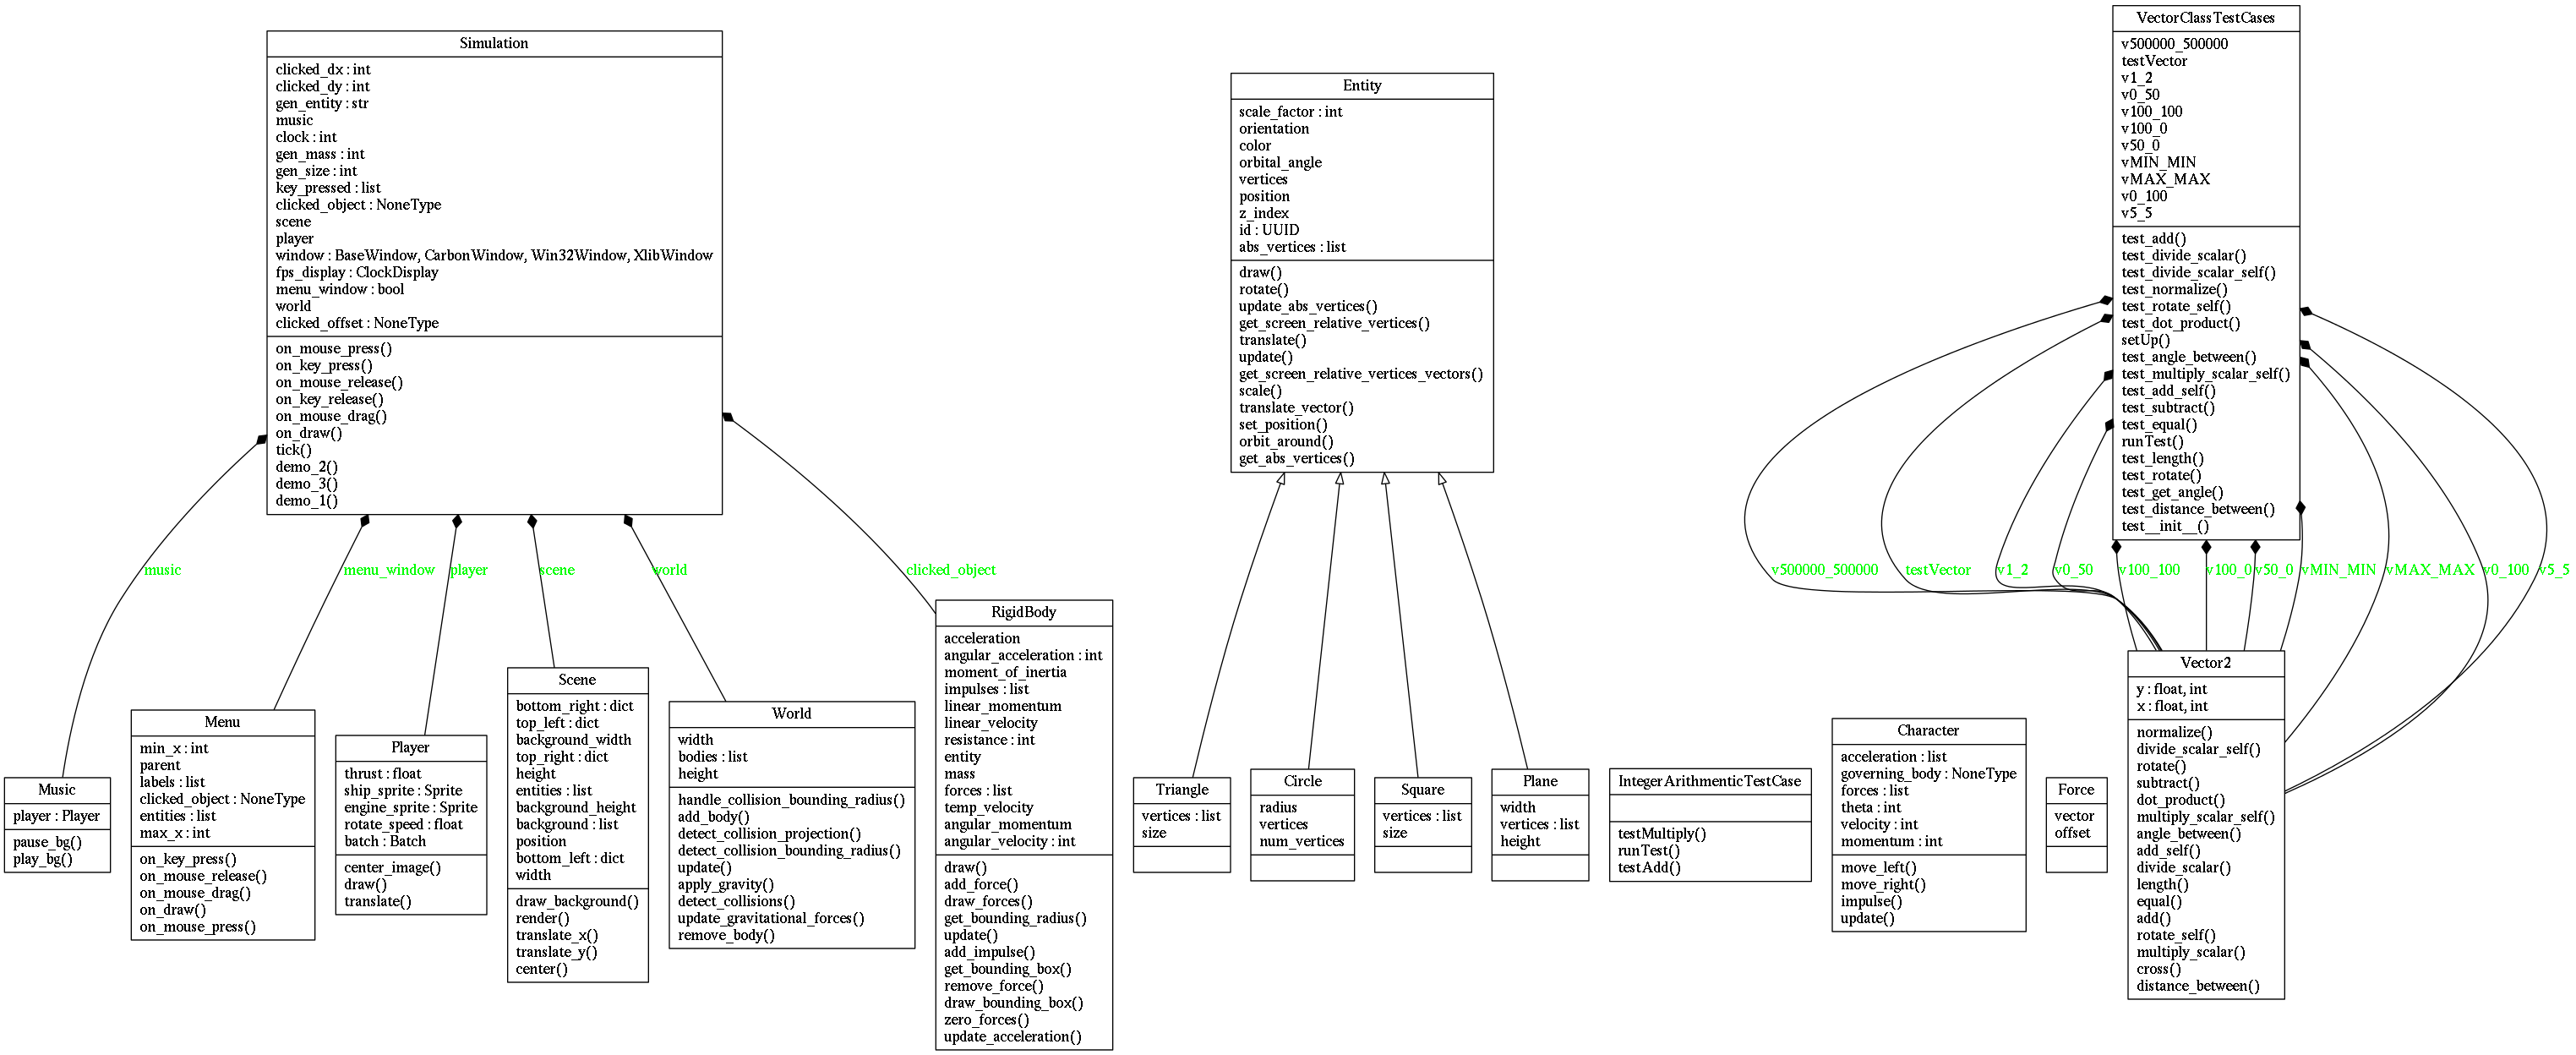 Simulation
clicked_dx : int
clicked_dy : int
gen_entity : str
music
clock : int
gen_mass : int
gen_size : int
key_pressed : list
clicked_object : NoneType
scene
player
window : BaseWindow, CarbonWindow, Win32Window, XlibWindow
fps_display : ClockDisplay
menu_window : bool
world
clicked_offset : NoneType
on_mouse_press()
on_key_press()
on_mouse_release()
on_key_release()
on_mouse_drag()
on_draw()
tick()
demo_2()
demo_3()
demo_1()
Entity
scale_factor : int
orientation
color
orbital_angle
vertices
position
z_index
id : UUID
abs_vertices : list
draw()
rotate()
update_abs_vertices()
get_screen_relative_vertices()
translate()
update()
get_screen_relative_vertices_vectors()
scale()
translate_vector()
set_position()
orbit_around()
get_abs_vertices()
VectorClassTestCases
v500000_500000
testVector
v1_2
v0_50
v100_100
v100_0
v50_0
vMIN_MIN
vMAX_MAX
v0_100
v5_5
test_add()
test_divide_scalar()
test_divide_scalar_self()
test_normalize()
test_rotate_self()
test_dot_product()
setUp()
test_angle_between()
test_multiply_scalar_self()
test_add_self()
test_subtract()
test_equal()
runTest()
test_length()
test_rotate()
test_get_angle()
test_distance_between()
test__init__()
music
menu_window
player
scene
world
clicked_object
v500000_500000
testVector
v1_2
v0_50
v100_100
v100_0
v50_0
vMIN_MIN
vMAX_MAX
v0_100
v5_5
Music
player : Player
pause_bg()
play_bg()
Menu
min_x : int
parent
labels : list
clicked_object : NoneType
entities : list
max_x : int
on_key_press()
on_mouse_release()
on_mouse_drag()
on_draw()
on_mouse_press()
Player
thrust : float
ship_sprite : Sprite
engine_sprite : Sprite
rotate_speed : float
batch : Batch
center_image()
draw()
translate()
Scene
bottom_right : dict
top_left : dict
background_width
top_right : dict
height
entities : list
background_height
background : list
position
bottom_left : dict
width
draw_background()
render()
translate_x()
translate_y()
center()
World
width
bodies : list
height
handle_collision_bounding_radius()
add_body()
detect_collision_projection()
detect_collision_bounding_radius()
update()
apply_gravity()
detect_collisions()
update_gravitational_forces()
remove_body()
RigidBody
acceleration
angular_acceleration : int
moment_of_inertia
impulses : list
linear_momentum
linear_velocity
resistance : int
entity
mass
forces : list
temp_velocity
angular_momentum
angular_velocity : int
draw()
add_force()
draw_forces()
get_bounding_radius()
update()
add_impulse()
get_bounding_box()
remove_force()
draw_bounding_box()
zero_forces()
update_acceleration()
Triangle
vertices : list
size
Circle
radius
vertices
num_vertices
Square
vertices : list
size
Plane
width
vertices : list
height
IntegerArithmenticTestCase
testMultiply()
runTest()
testAdd()
Character
acceleration : list
governing_body : NoneType
forces : list
theta : int
velocity : int
momentum : int
move_left()
move_right()
impulse()
update()
Force
vector
offset
Vector2
y : float, int
x : float, int
normalize()
divide_scalar_self()
rotate()
subtract()
dot_product()
multiply_scalar_self()
angle_between()
add_self()
divide_scalar()
length()
equal()
add()
rotate_self()
multiply_scalar()
cross()
distance_between()